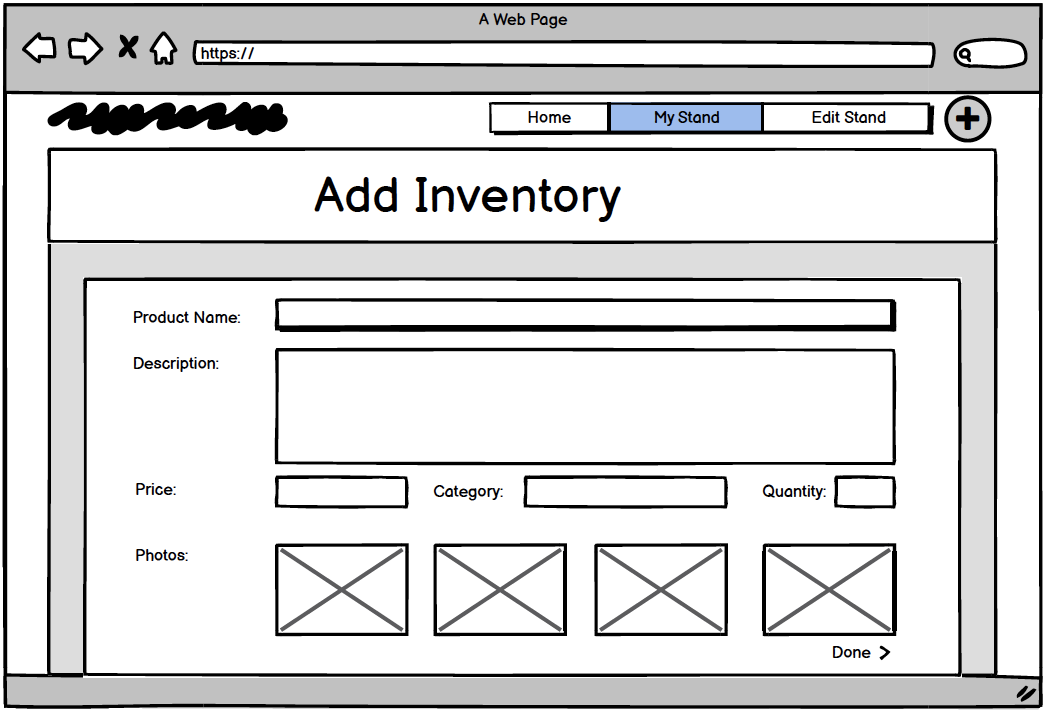 A Web Page
https://
Home My Stand Edit Stand
Add Inventory
Product Name:
Description:
Price: Category: Quantity:
Photos:
Done